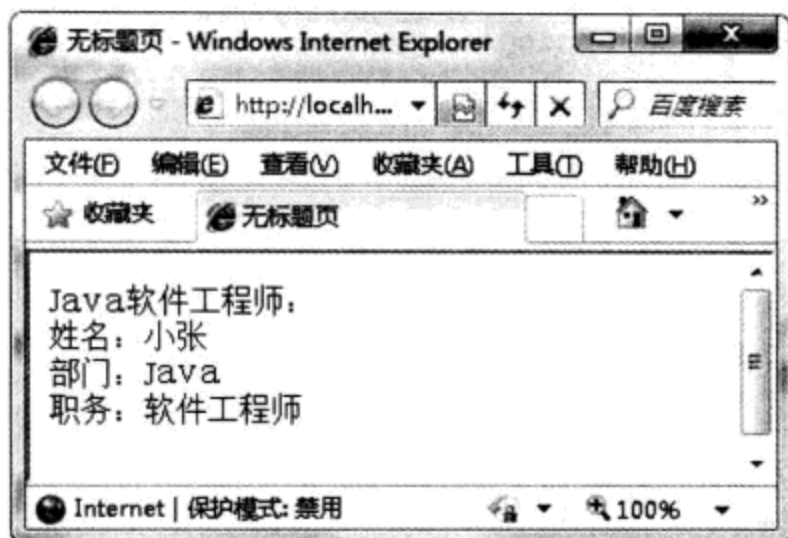 无标题页 - Windows Internet Explorer
http://localh...
百度搜索
文件(F) 编辑(E) 查看(V) 收藏夹(A) 工具(T) 帮助(H)
收藏夹 无标题页 »
Java软件工程师：
姓名：小张
部门：Java
职务：软件工程师
Internet | 保护模式: 禁用 100%